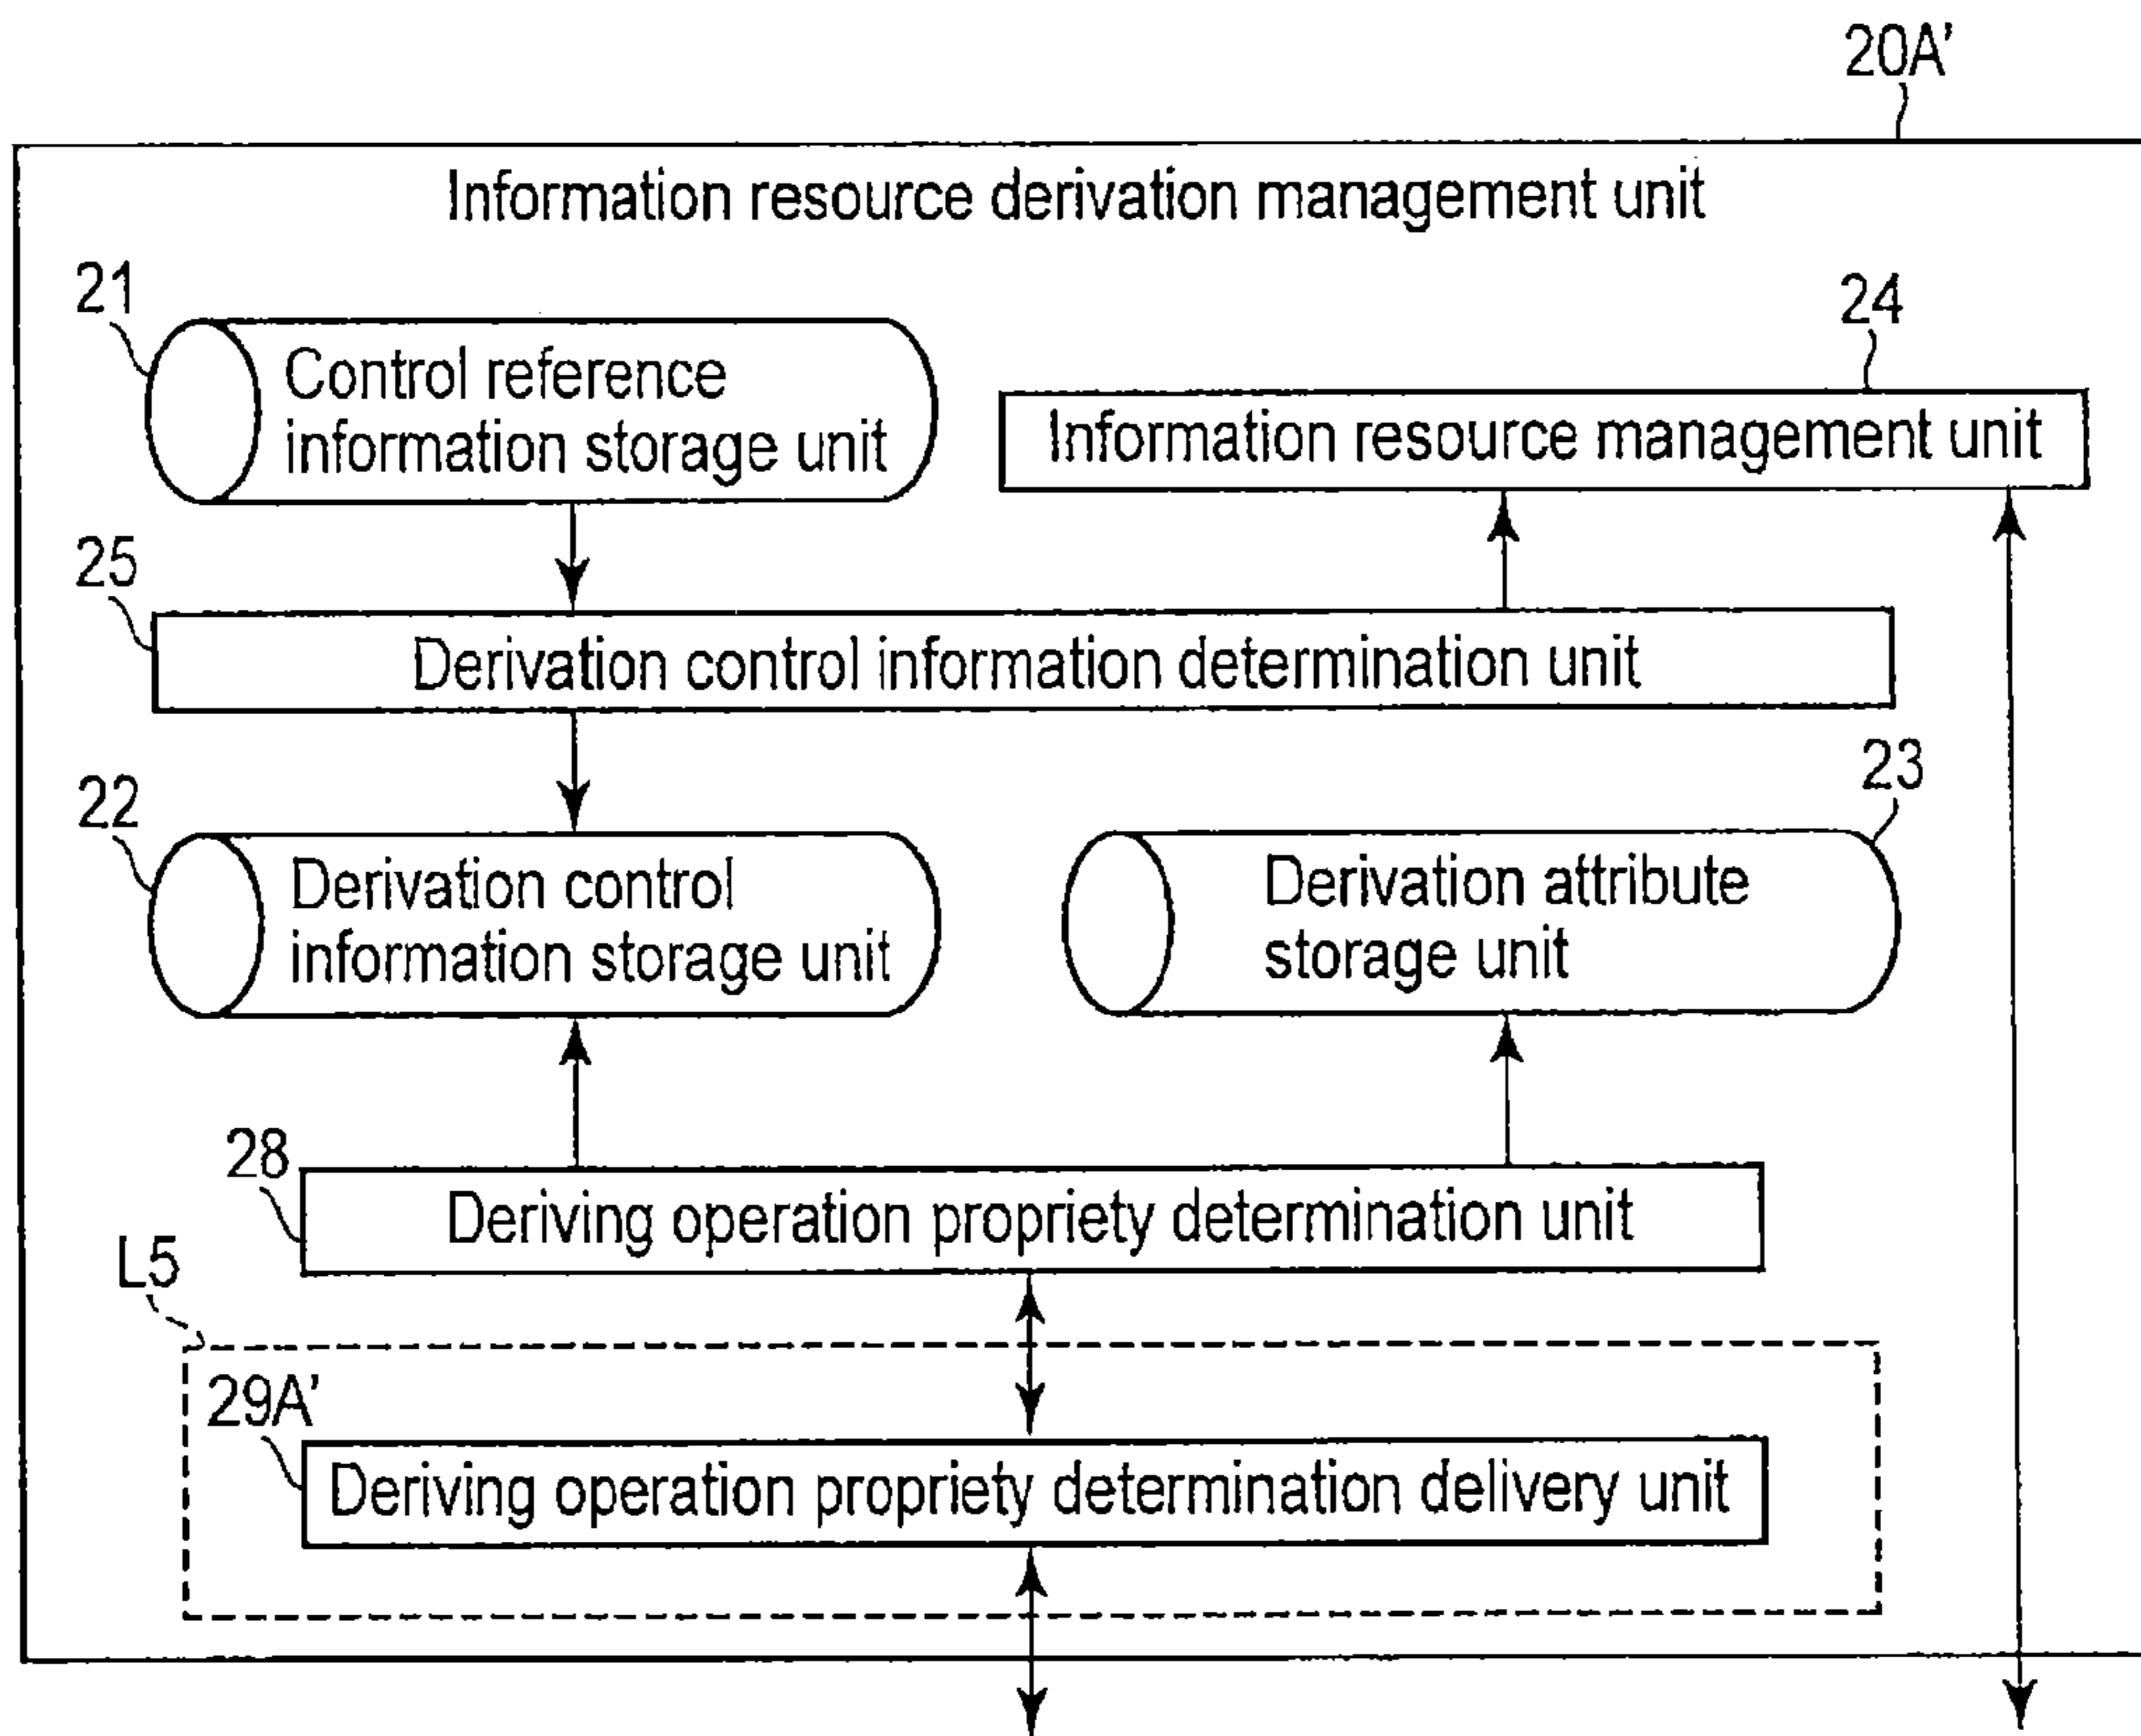 20A'
Information resource derivation management unit
21
Control reference
information storage unit
24
Information resource management unit
25
Derivation control information determination unit
22
Derivation control
information storage unit
23
Derivation attribute
storage unit
28
Deriving operation propriety determination unit
L5
29A'
Deriving operation propriety determination delivery unit